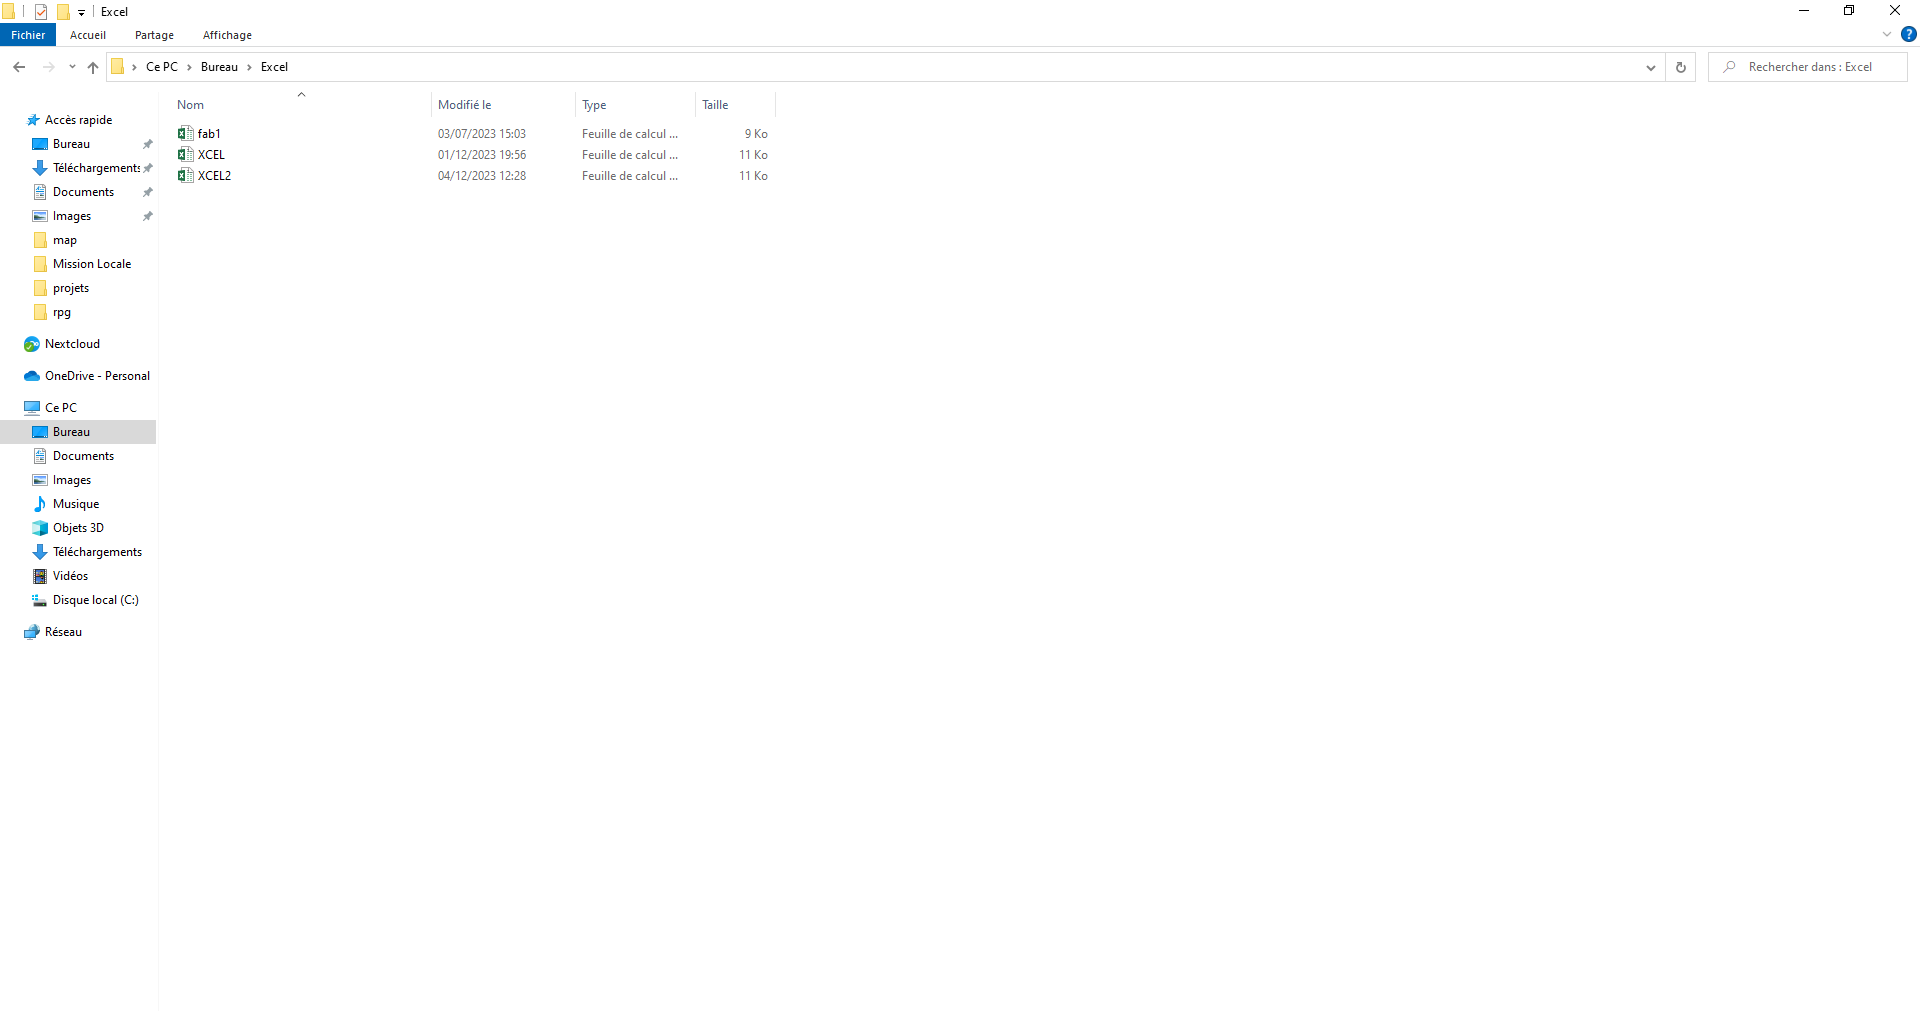 Excel
Fichier Accueil Partage Affichage
Ce PC Bureau Excel Rechercher dans : Excel
Nom Modifié le Type Taille
fab1 03/07/2023 15:03 Feuille de calcul ... 9 Ko
XCEL 01/12/2023 19:56 Feuille de calcul ... 11 Ko
XCEL2 04/12/2023 12:28 Feuille de calcul ... 11 Ko
Accès rapide
Bureau
Téléchargements
Documents
Images
map
Mission Locale
projets
rpg
Nextcloud
OneDrive - Personal
Ce PC
Bureau
Documents
Images
Musique
Objets 3D
Téléchargements
Vidéos
Disque local (C:)
Réseau